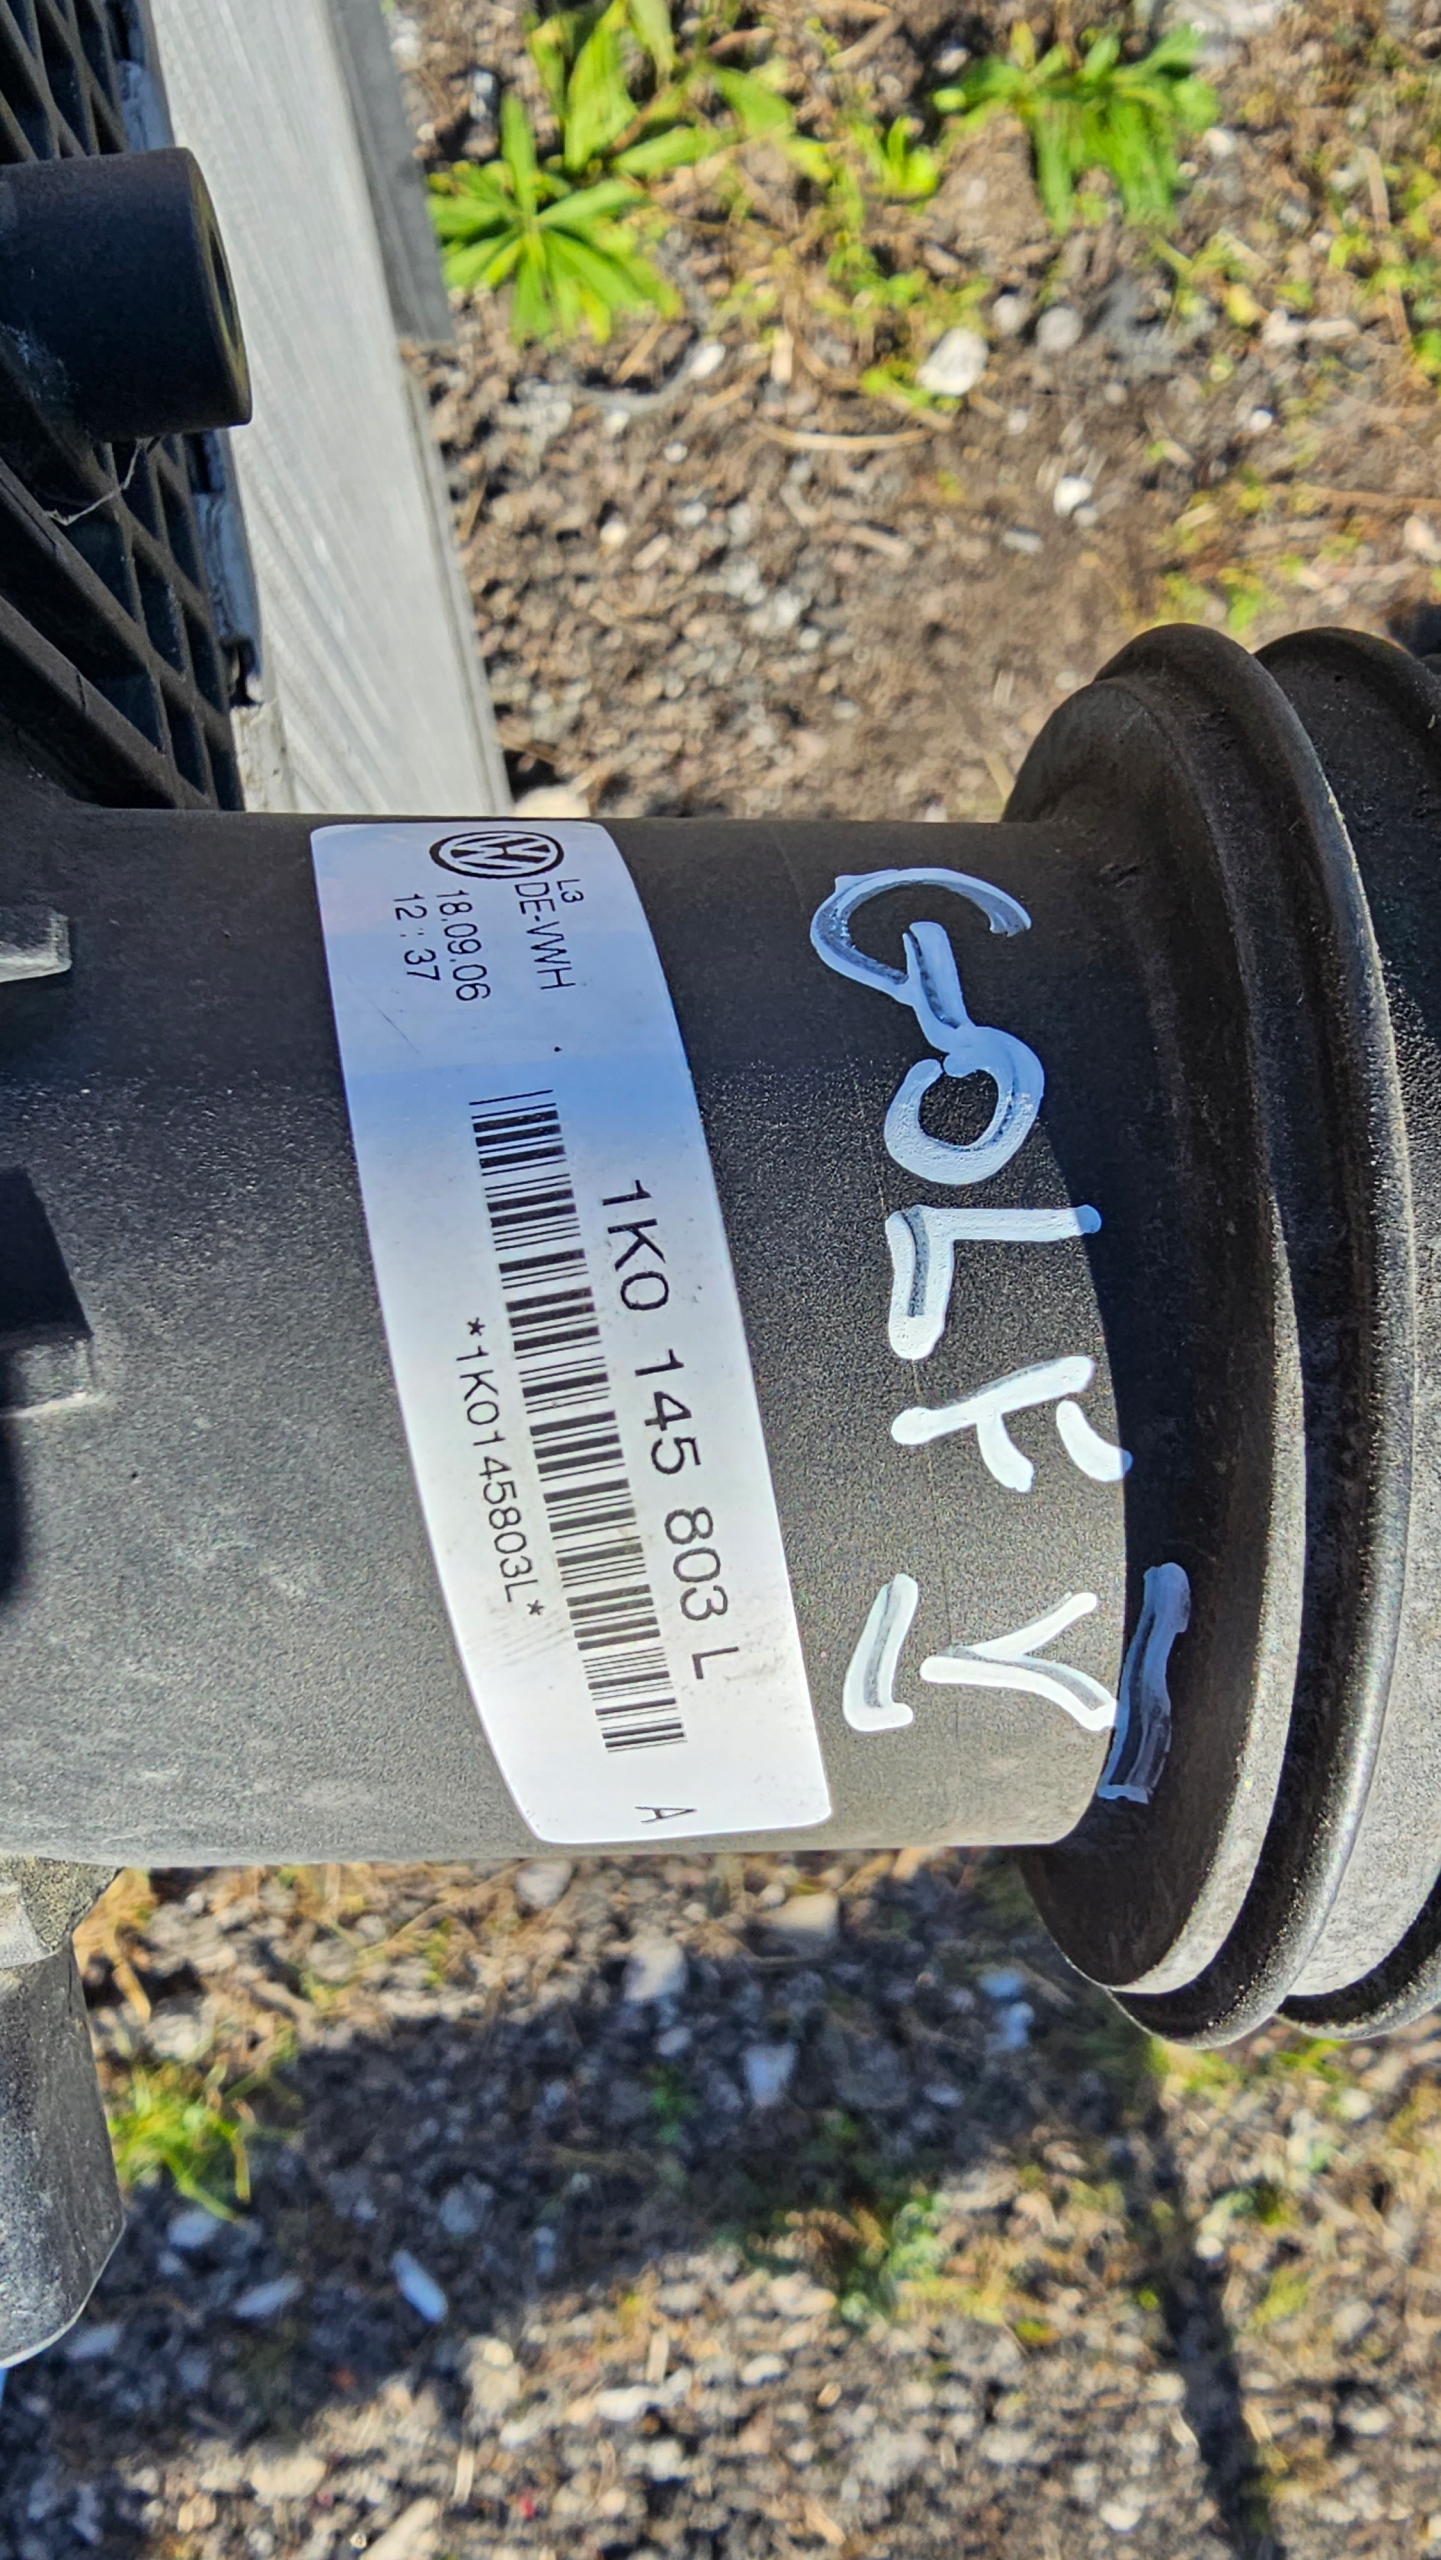 GOLF V
1K0 145 803 L
L3
DE-VWH
18.09.06
12:37
*1K0145803L*
A